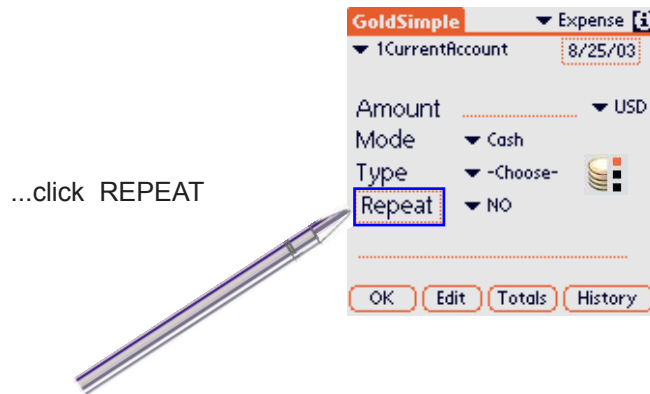 GoldSimple Expense i
1CurrentAccount 8/25/03
Amount USD
Mode Cash
Type -Choose-
...click REPEAT
Repeat NO
OK Edit Totals History